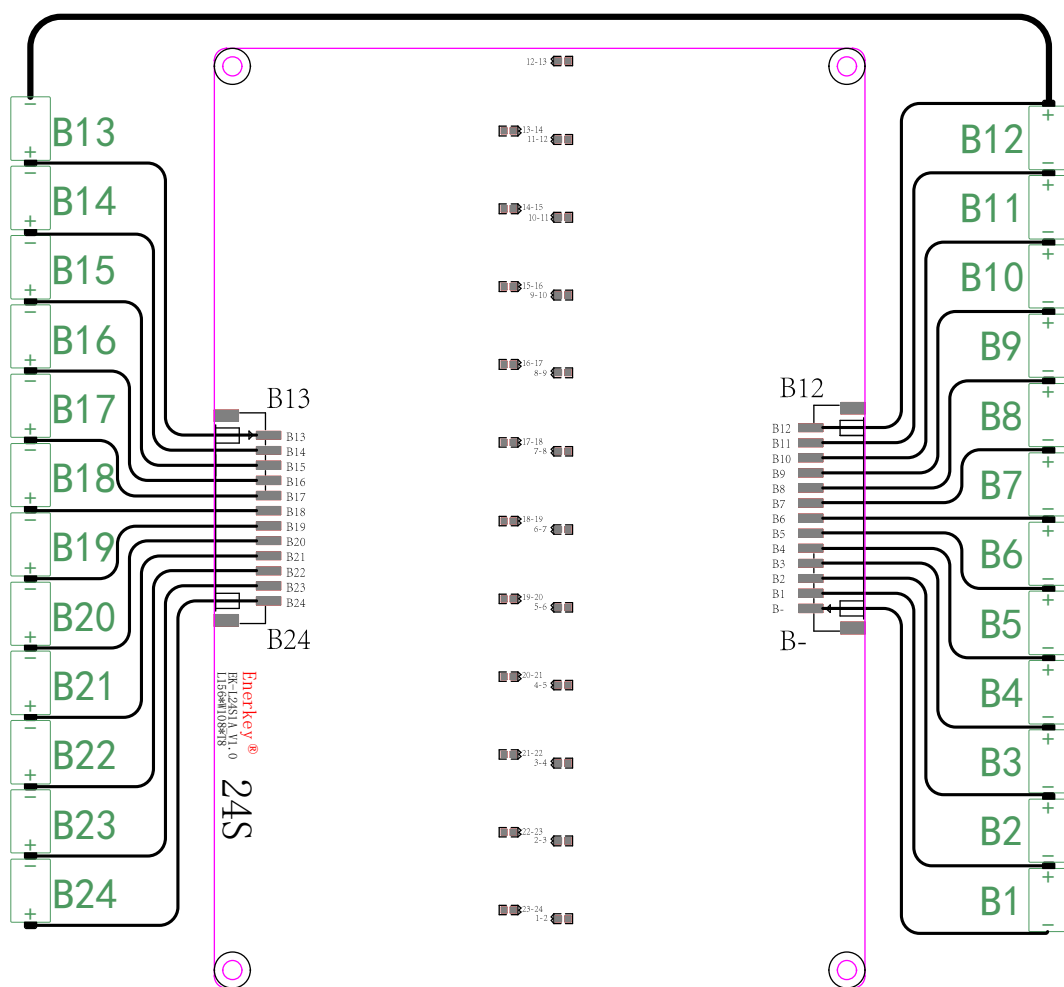 12-13
13-14
11-12
14-15
10-11
15-16
9-10
16-17
8-9
17-18
7-8
18-19
6-7
19-20
5-6
20-21
4-5
21-22
3-4
22-23
2-3
23-24
1-2
−
B13
+
−
B14
+
−
B15
+
−
B16
+
−
B17
+
−
B18
+
−
B19
+
−
B20
+
−
B21
+
−
B22
+
−
B23
+
−
B24
+
B13
B13
B14
B15
B16
B17
B18
B19
B20
B21
B22
B23
B24
B24
Enerkey®
EK-L24S1A V1.0
L156*W108*T8
24S
B12
B12
B11
B10
B9
B8
B7
B6
B5
B4
B3
B2
B1
B-
B-
+
B12
−
+
B11
−
+
B10
−
+
B9
−
+
B8
−
+
B7
−
+
B6
−
+
B5
−
+
B4
−
+
B3
−
+
B2
−
+
B1
−